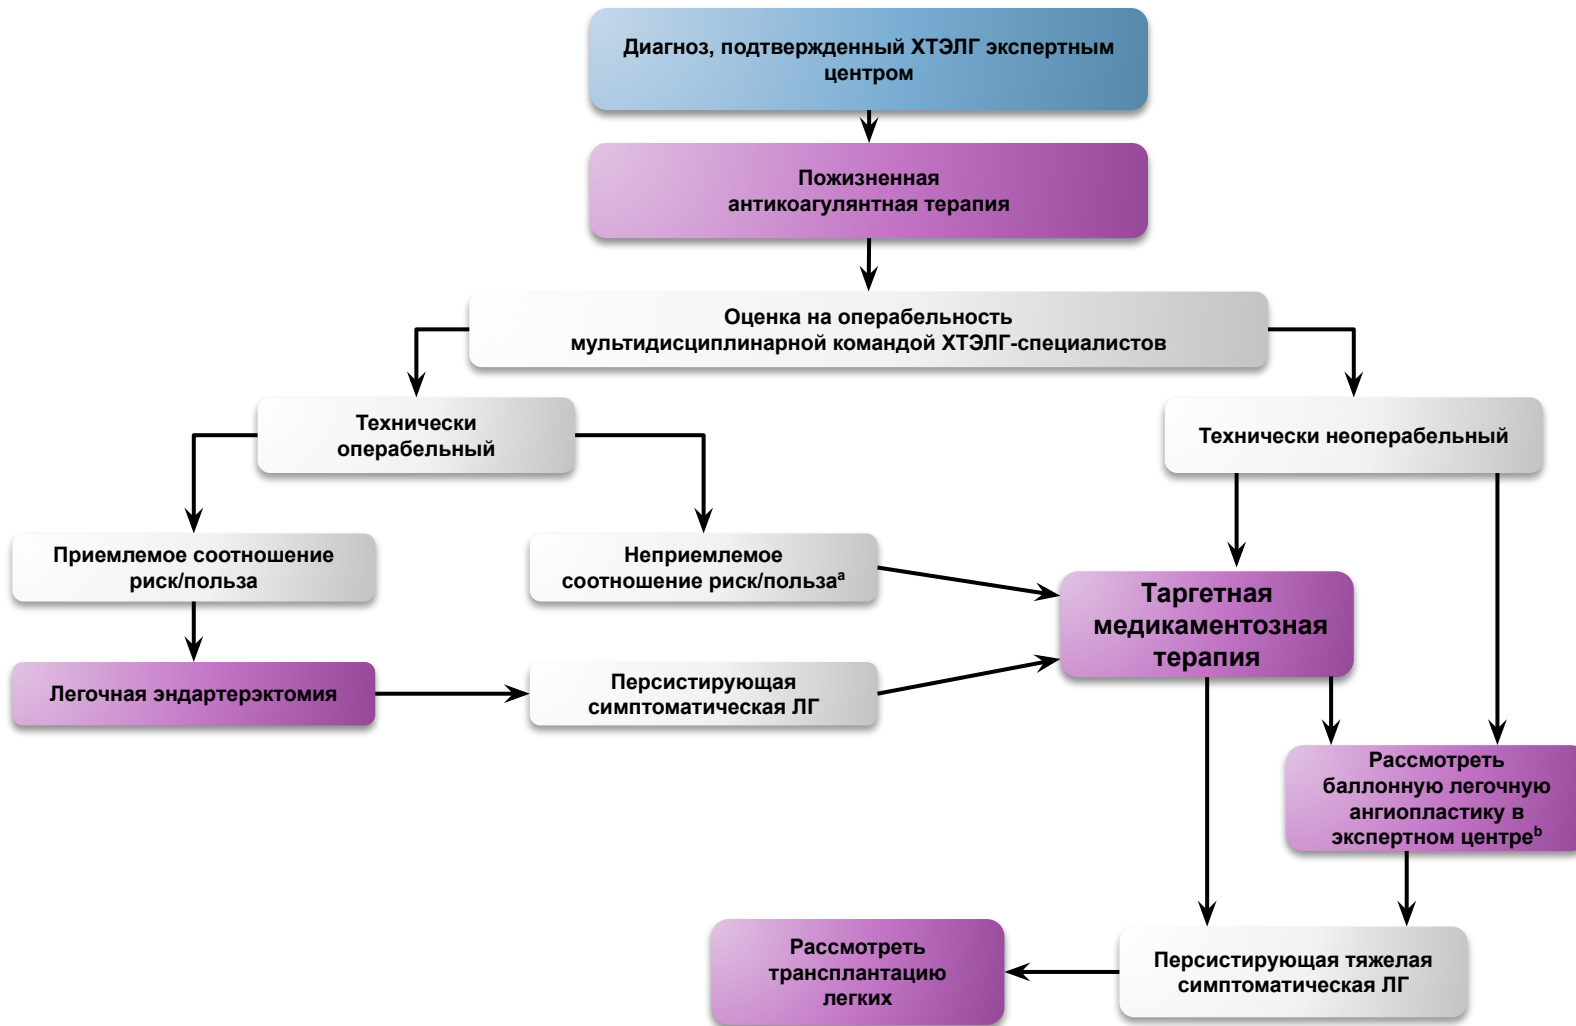 Диагноз, подтвержденный ХТЭЛГ экспертным
центром
Пожизненная
антикоагулянтная терапия
Оценка на операбельность
мультидисциплинарной командой ХТЭЛГ-специалистов
Технически
операбельный
Технически неоперабельный
Приемлемое соотношение
риск/польза
Неприемлемое
соотношение риск/пользаᵃ
Таргетная
медикаментозная
терапия
Легочная эндартерэктомия
Персистирующая
симптоматическая ЛГ
Рассмотреть
баллонную легочную
ангиопластику в
экспертном центреᵇ
Рассмотреть
трансплантацию
легких
Персистирующая тяжелая
симптоматическая ЛГ